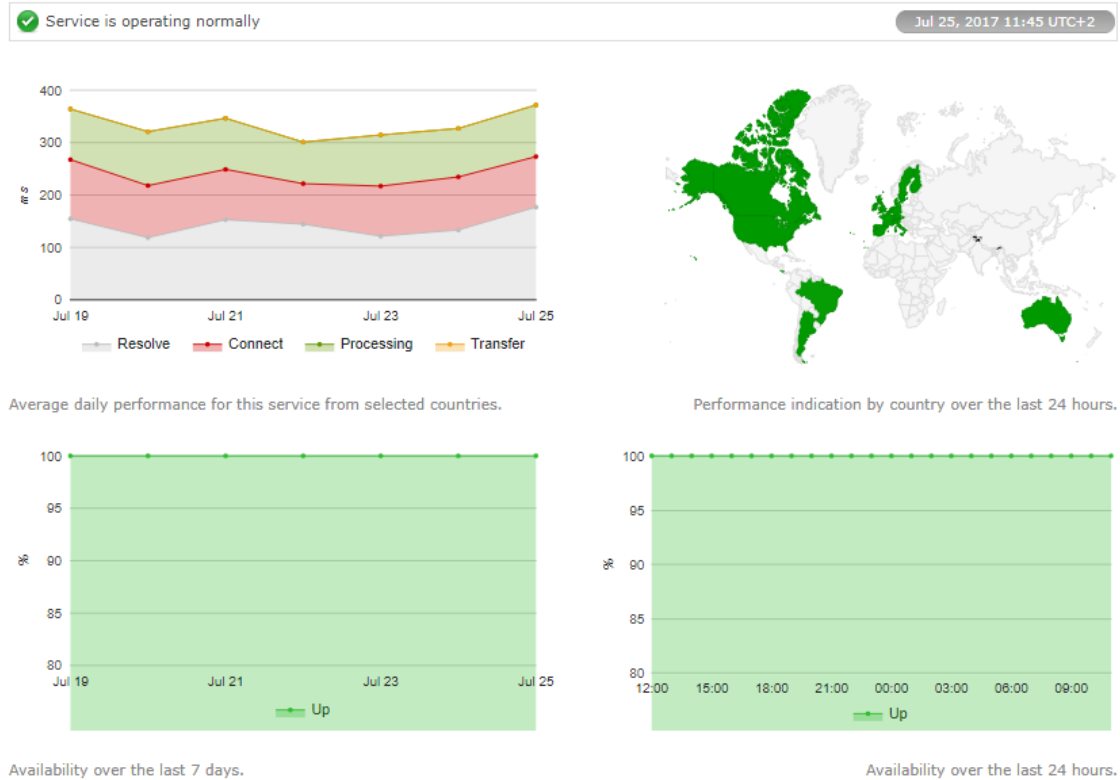 Service is operating normally
Jul 25, 2017 11:45 UTC+2
400
300
200
100
0
ms
Jul 19
Jul 21
Jul 23
Jul 25
Resolve
Connect
Processing
Transfer
Average daily performance for this service from selected countries.
Performance indication by country over the last 24 hours.
100
95
90
85
80
%
Jul 19
Jul 21
Jul 23
Jul 25
Up
100
95
90
85
80
%
12:00
15:00
18:00
21:00
00:00
03:00
06:00
09:00
Up
Availability over the last 7 days.
Availability over the last 24 hours.